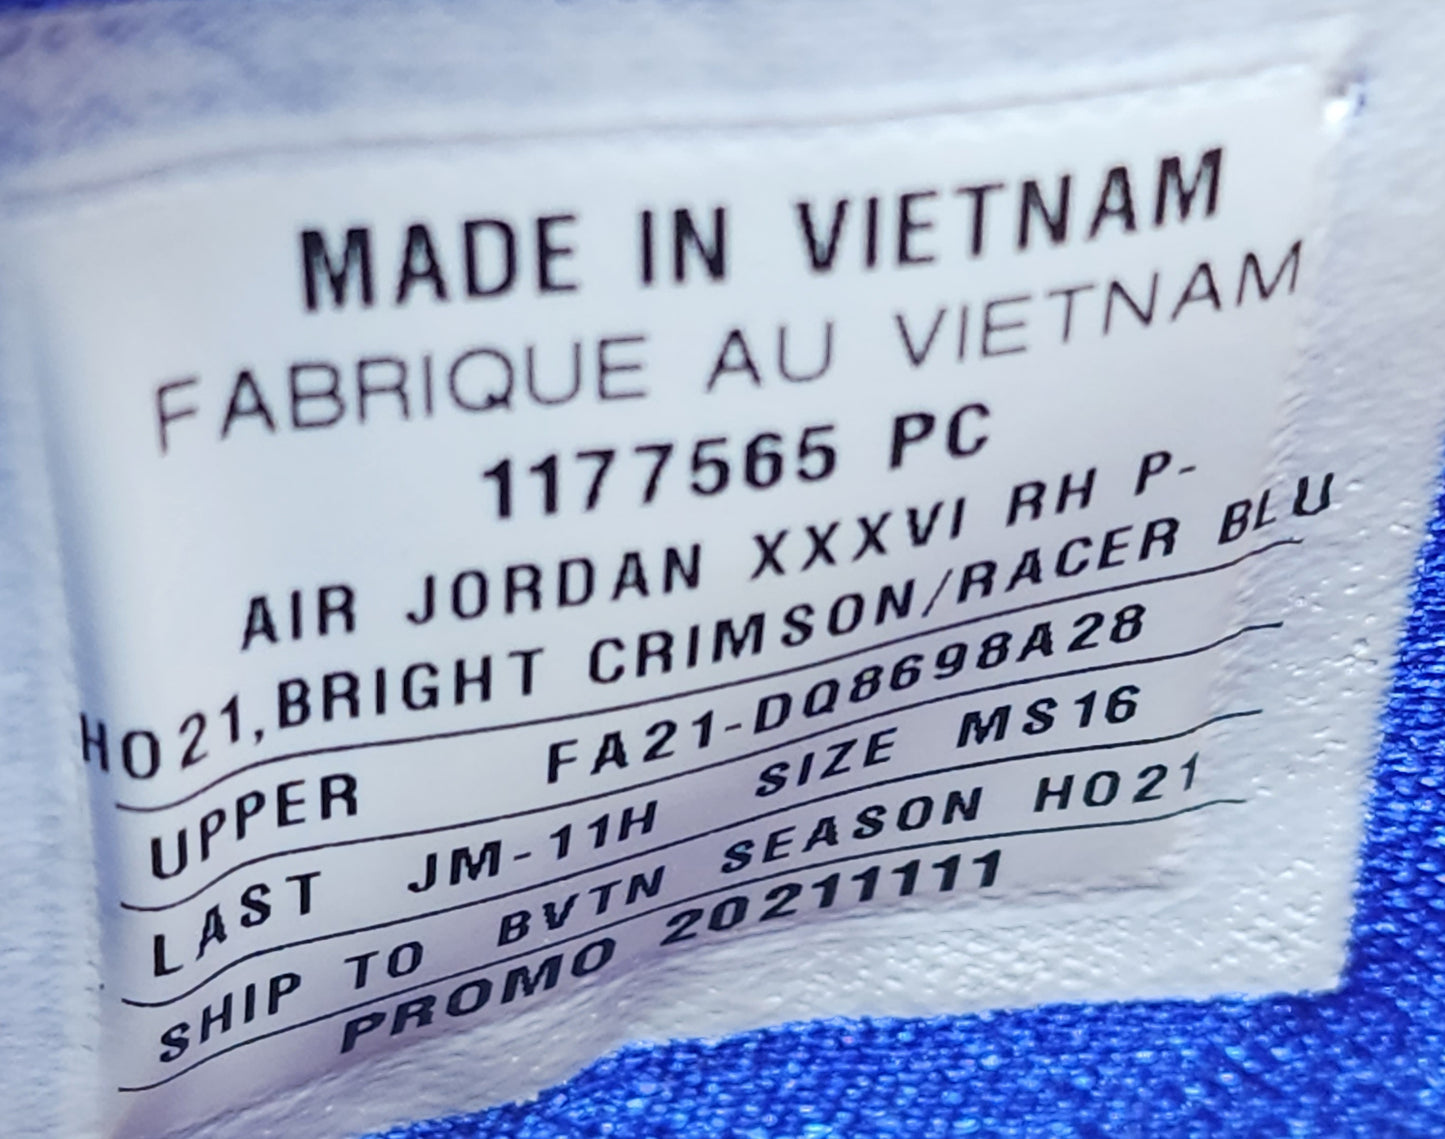 MADE IN VIETNAM
FABRIQUE AU VIETNAM
1177565 PC
AIR JORDAN XXXVI RH P-
HO21,BRIGHT CRIMSON/RACER BLU
UPPER FA21-DQ8698A28
LAST JM-11H SIZE MS16
SHIP TO BVTN SEASON HO21
PROMO 20211111